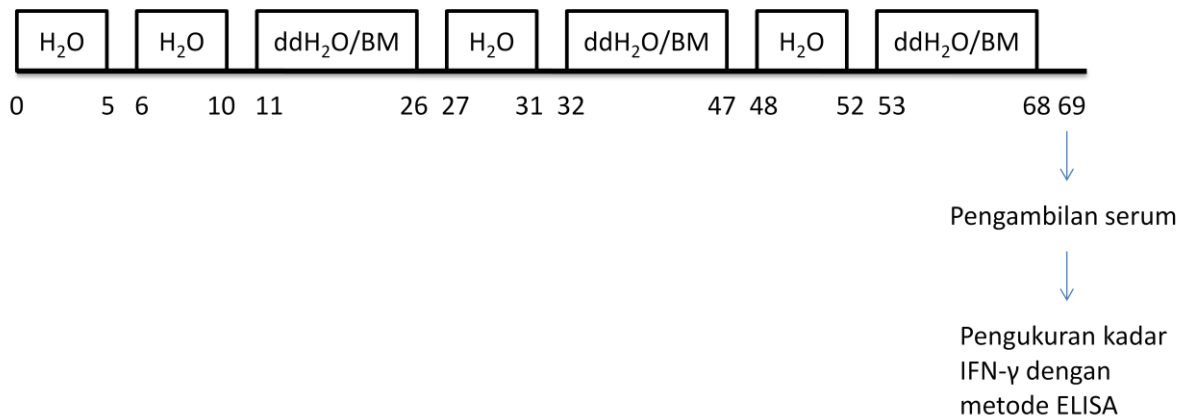 H₂O H₂O ddH₂O/BM H₂O ddH₂O/BM H₂O ddH₂O/BM
0 5 6 10 11 26 27 31 32 47 48 52 53 68 69
Pengambilan serum
Pengukuran kadar
IFN-γ dengan
metode ELISA